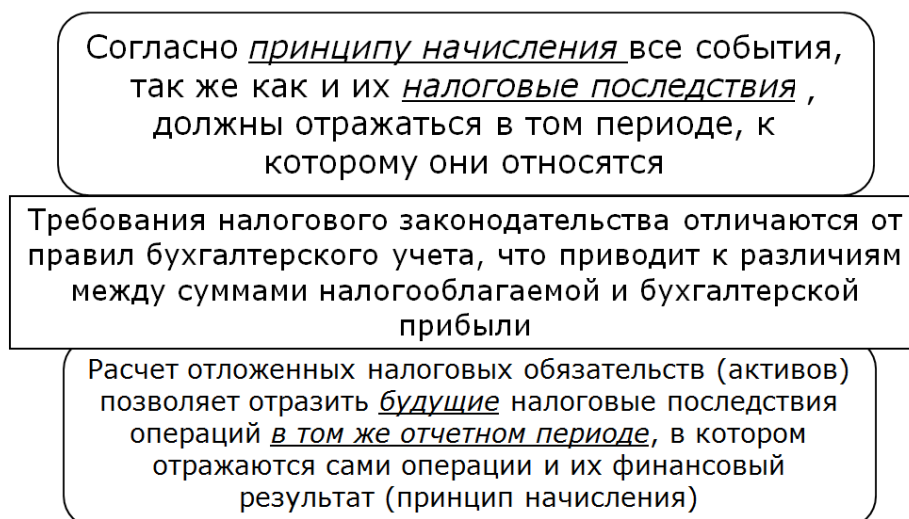 Согласно принципу начисления все события,
так же как и их налоговые последствия ,
должны отражаться в том периоде, к
которому они относятся
Требования налогового законодательства отличаются от
правил бухгалтерского учета, что приводит к различиям
между суммами налогооблагаемой и бухгалтерской
прибыли
Расчет отложенных налоговых обязательств (активов)
позволяет отразить будущие налоговые последствия
операций в том же отчетном периоде, в котором
отражаются сами операции и их финансовый
результат (принцип начисления)